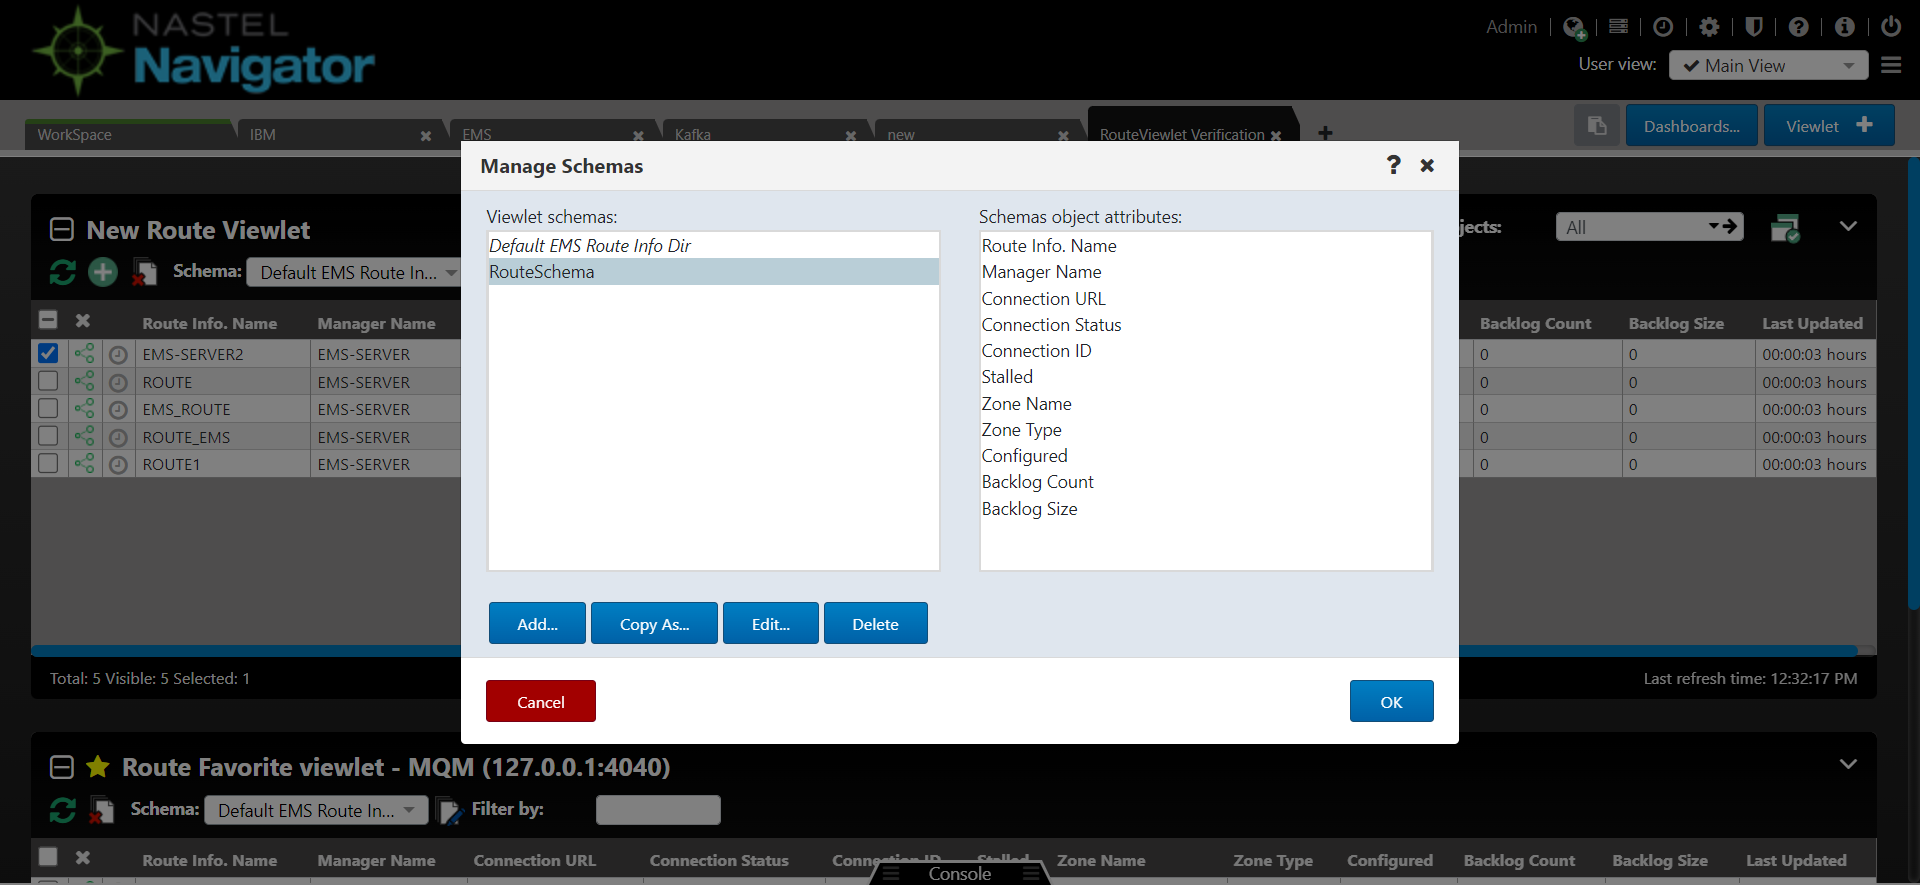 NASTEL
Navigator
Admin
User view: Main View
WorkSpace
IBM
EMS
Kafka
new
RouteViewlet Verification
Dashboards...
Viewlet
Manage Schemas
Viewlet schemas:
Default EMS Route Info Dir
RouteSchema
Schemas object attributes:
Route Info. Name
Manager Name
Connection URL
Connection Status
Connection ID
Stalled
Zone Name
Zone Type
Configured
Backlog Count
Backlog Size
Add...
Copy As...
Edit...
Delete
Cancel
OK
New Route Viewlet
jects: All
Schema: Default EMS Route In...
Route Info. Name Manager Name Backlog Count Backlog Size Last Updated
EMS-SERVER2 EMS-SERVER 0 0 00:00:03 hours
ROUTE EMS-SERVER 0 0 00:00:03 hours
EMS_ROUTE EMS-SERVER 0 0 00:00:03 hours
ROUTE_EMS EMS-SERVER 0 0 00:00:03 hours
ROUTE1 EMS-SERVER 0 0 00:00:03 hours
Total: 5 Visible: 5 Selected: 1
Last refresh time: 12:32:17 PM
Route Favorite viewlet - MQM (127.0.0.1:4040)
Schema: Default EMS Route In... Filter by:
Route Info. Name Manager Name Connection URL Connection Status Connection ID Stalled Zone Name Zone Type Configured Backlog Count Backlog Size Last Updated
Console